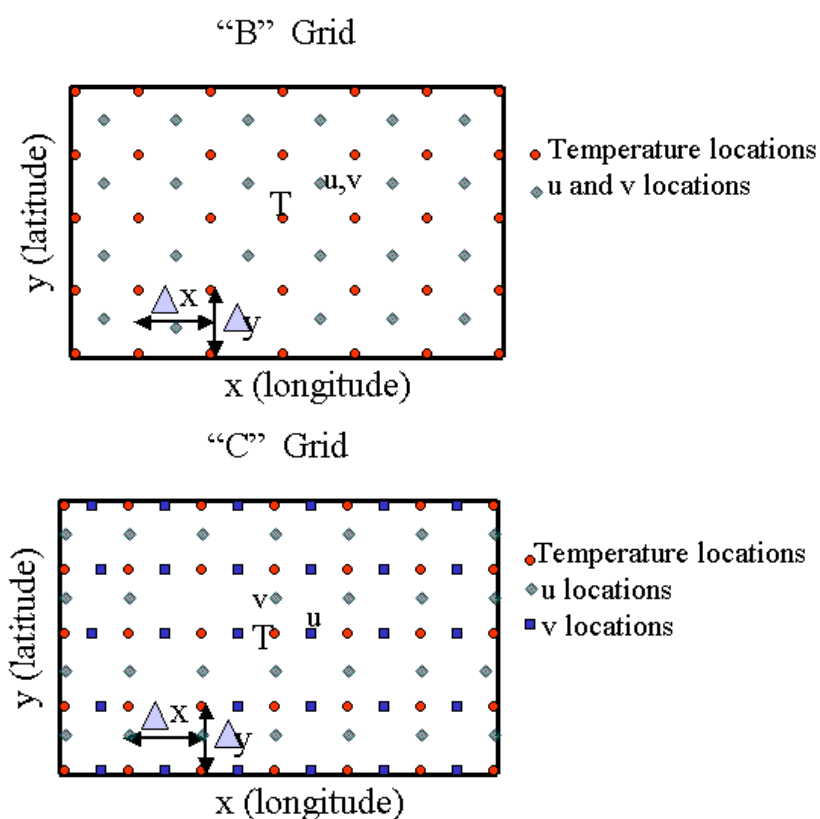 “B” Grid
y (latitude)
Temperature locations
u and v locations
u,v
T
Δx
Δy
x (longitude)
“C” Grid
y (latitude)
Temperature locations
u locations
v locations
v
u
T
Δx
Δy
x (longitude)